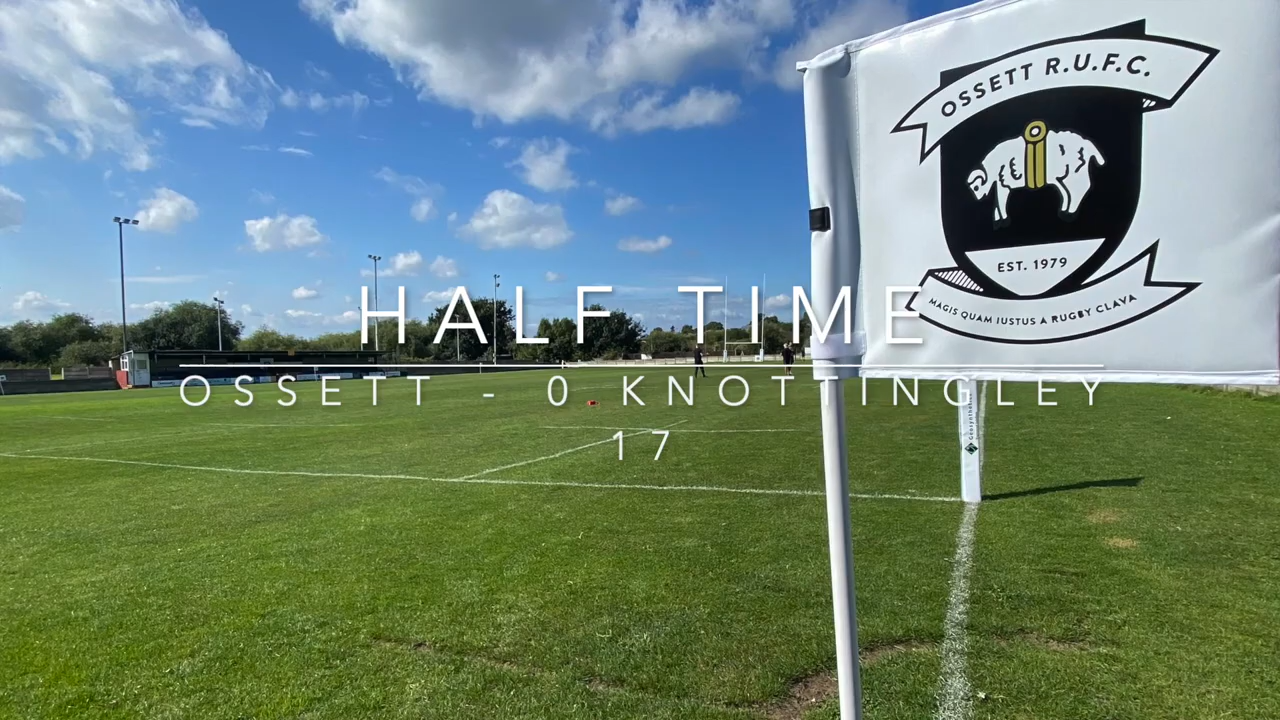 OSSETT R.U.F.C.
EST. 1979
MAGIS QUAM IUSTUS A RUGBY CLAVA
HALF TIME
OSSETT - 0 KNOTTINGLEY
17